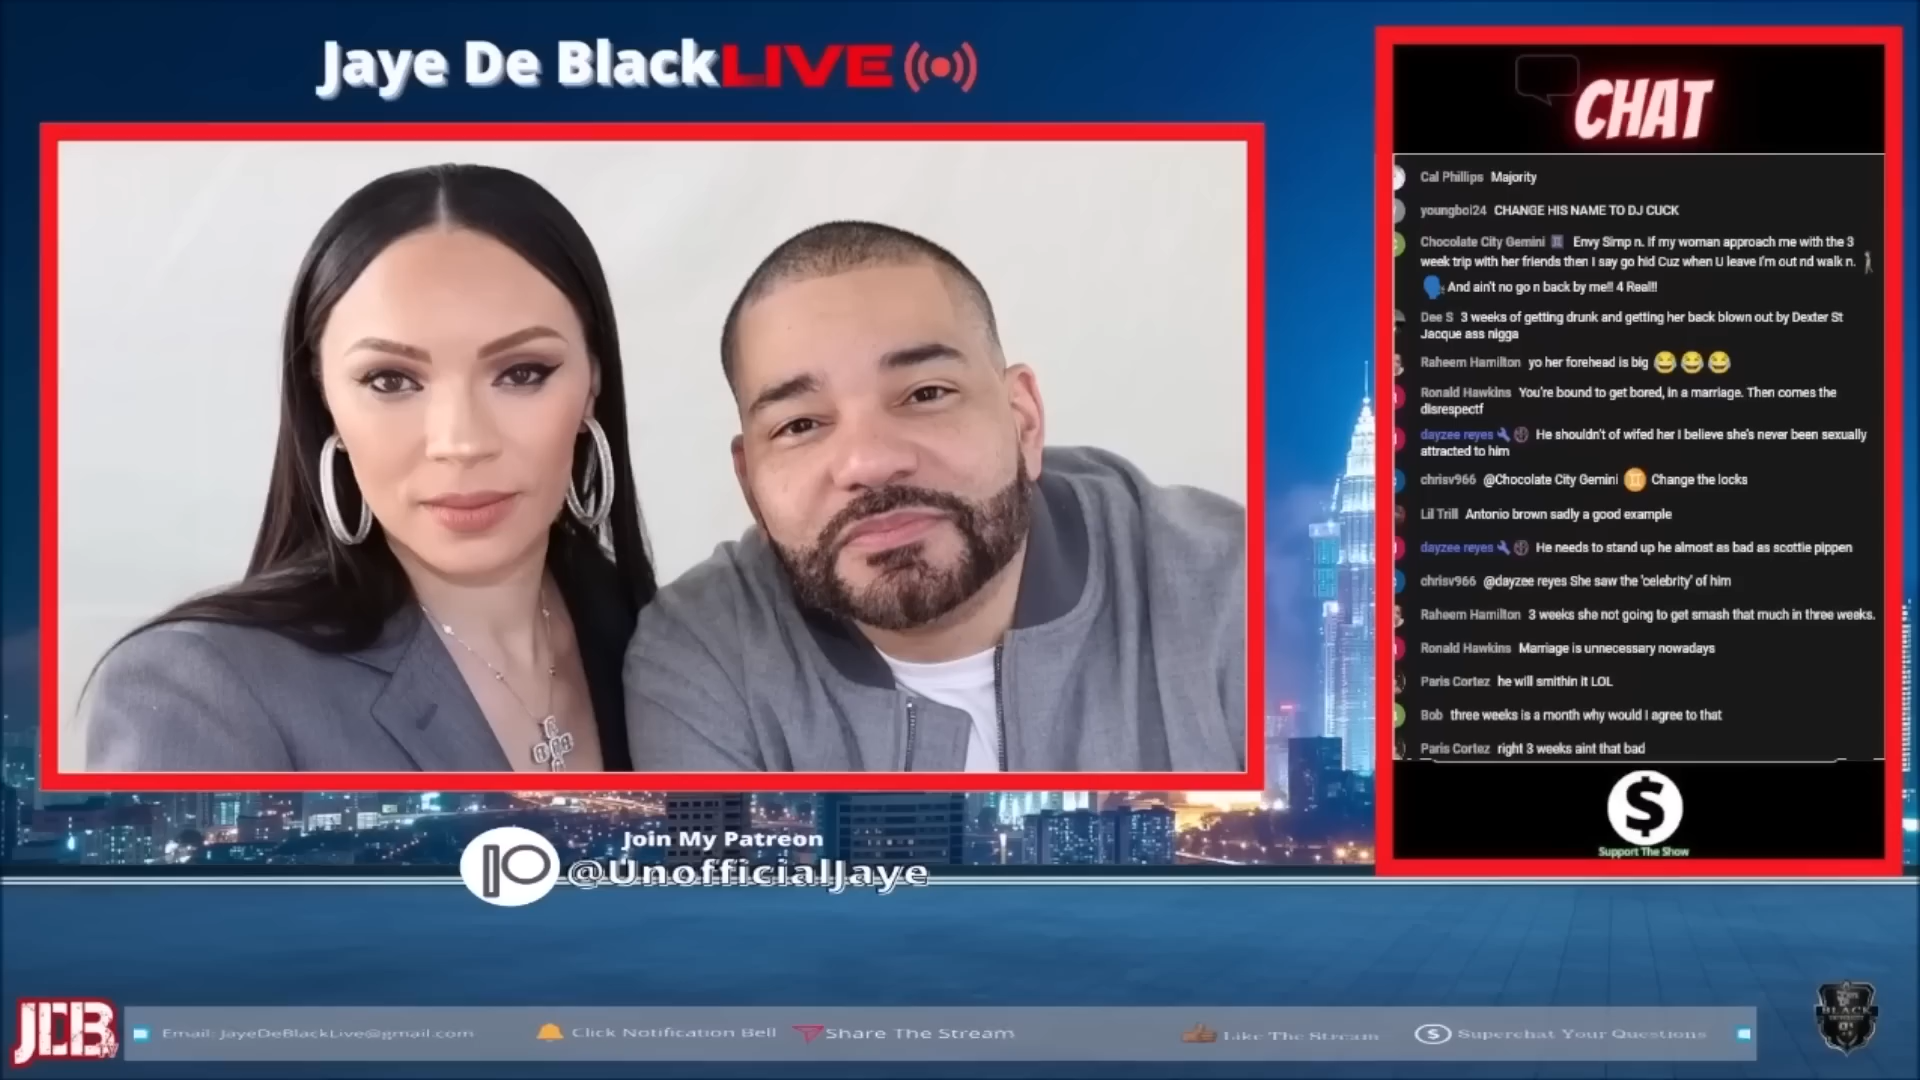 Jaye De Black LIVE
CHAT
Cal Phillips Majority
youngboi24 CHANGE HIS NAME TO DJ CUCK
Chocolate City Gemini Envy Simp n. If my woman approach me with the 3
week trip with her friends then I say go hid Cuz when U leave I'm out nd walk n.
And ain't no go n back by me!! 4 Real!!!
Dee S 3 weeks of getting drunk and getting her back blown out by Dexter St
Jacque ass nigga
Raheem Hamilton yo her forehead is big 😂 😂 😂
Ronald Hawkins You're bound to get bored, in a marriage. Then comes the
disrespectf
dayzee reyes He shouldn't of wifed her I believe she's never been sexually
attracted to him
chrisv966 @Chocolate City Gemini ♊ Change the locks
Lil Trill Antonio brown sadly a good example
dayzee reyes He needs to stand up he almost as bad as scottie pippen
chrisv966 @dayzee reyes She saw the 'celebrity' of him
Raheem Hamilton 3 weeks she not going to get smash that much in three weeks.
Ronald Hawkins Marriage is unnecessary nowadays
Paris Cortez he will smithin it LOL
Bob three weeks is a month why would I agree to that
Paris Cortez right 3 weeks aint that bad
$
Support The Show
Join My Patreon
@UnofficialJaye
JDB TV
Email: JayeDeBlackLive@gmail.com
Click Notification Bell
Share The Stream
Like The Stream
$ Superchat Your Questions
BLACK